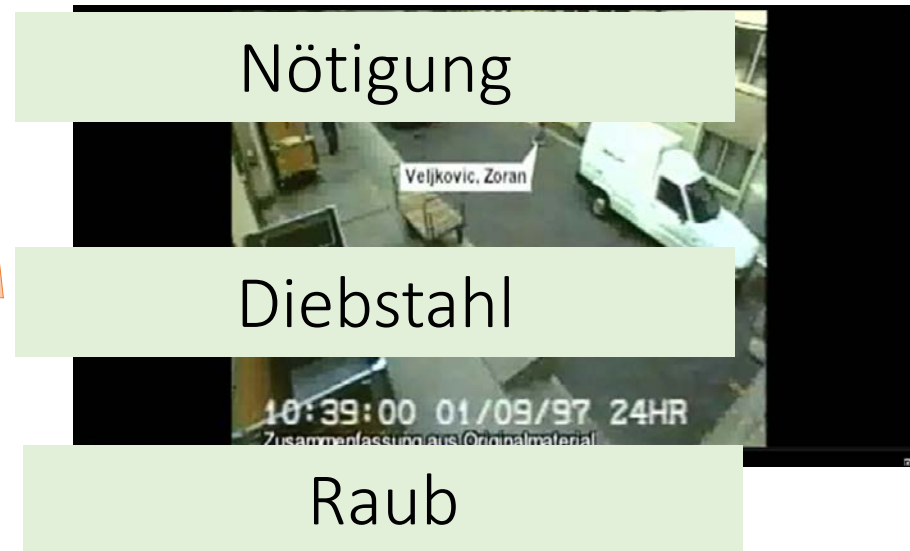 Nötigung
Veljkovic, Zoran
Diebstahl
10:39:00 01/09/97 24HR
Zusammenfassung aus Originalmaterial
Raub